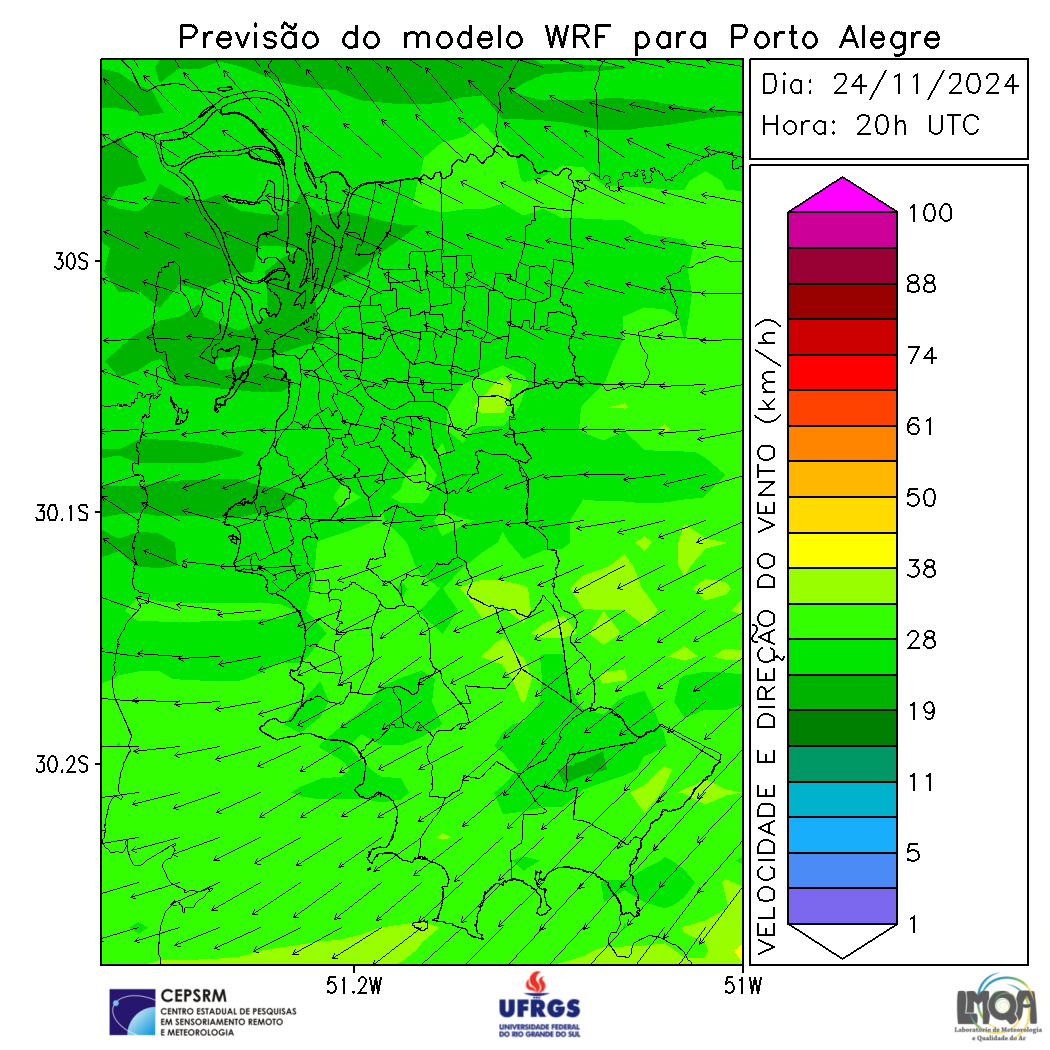 Previsão do modelo WRF para Porto Alegre
Dia: 24/11/2024
Hora: 20h UTC
30S
30.1S
30.2S
51.2W
51W
VELOCIDADE E DIREÇÃO DO VENTO (km/h)
100
88
74
61
50
38
28
19
11
5
1
CEPSRM
CENTRO ESTADUAL DE PESQUISAS
EM SENSORIAMENTO REMOTO
E METEOROLOGIA
UFRGS
UNIVERSIDADE FEDERAL
DO RIO GRANDE DO SUL
LMQA
Laboratório de Meteorologia
e Qualidade do Ar